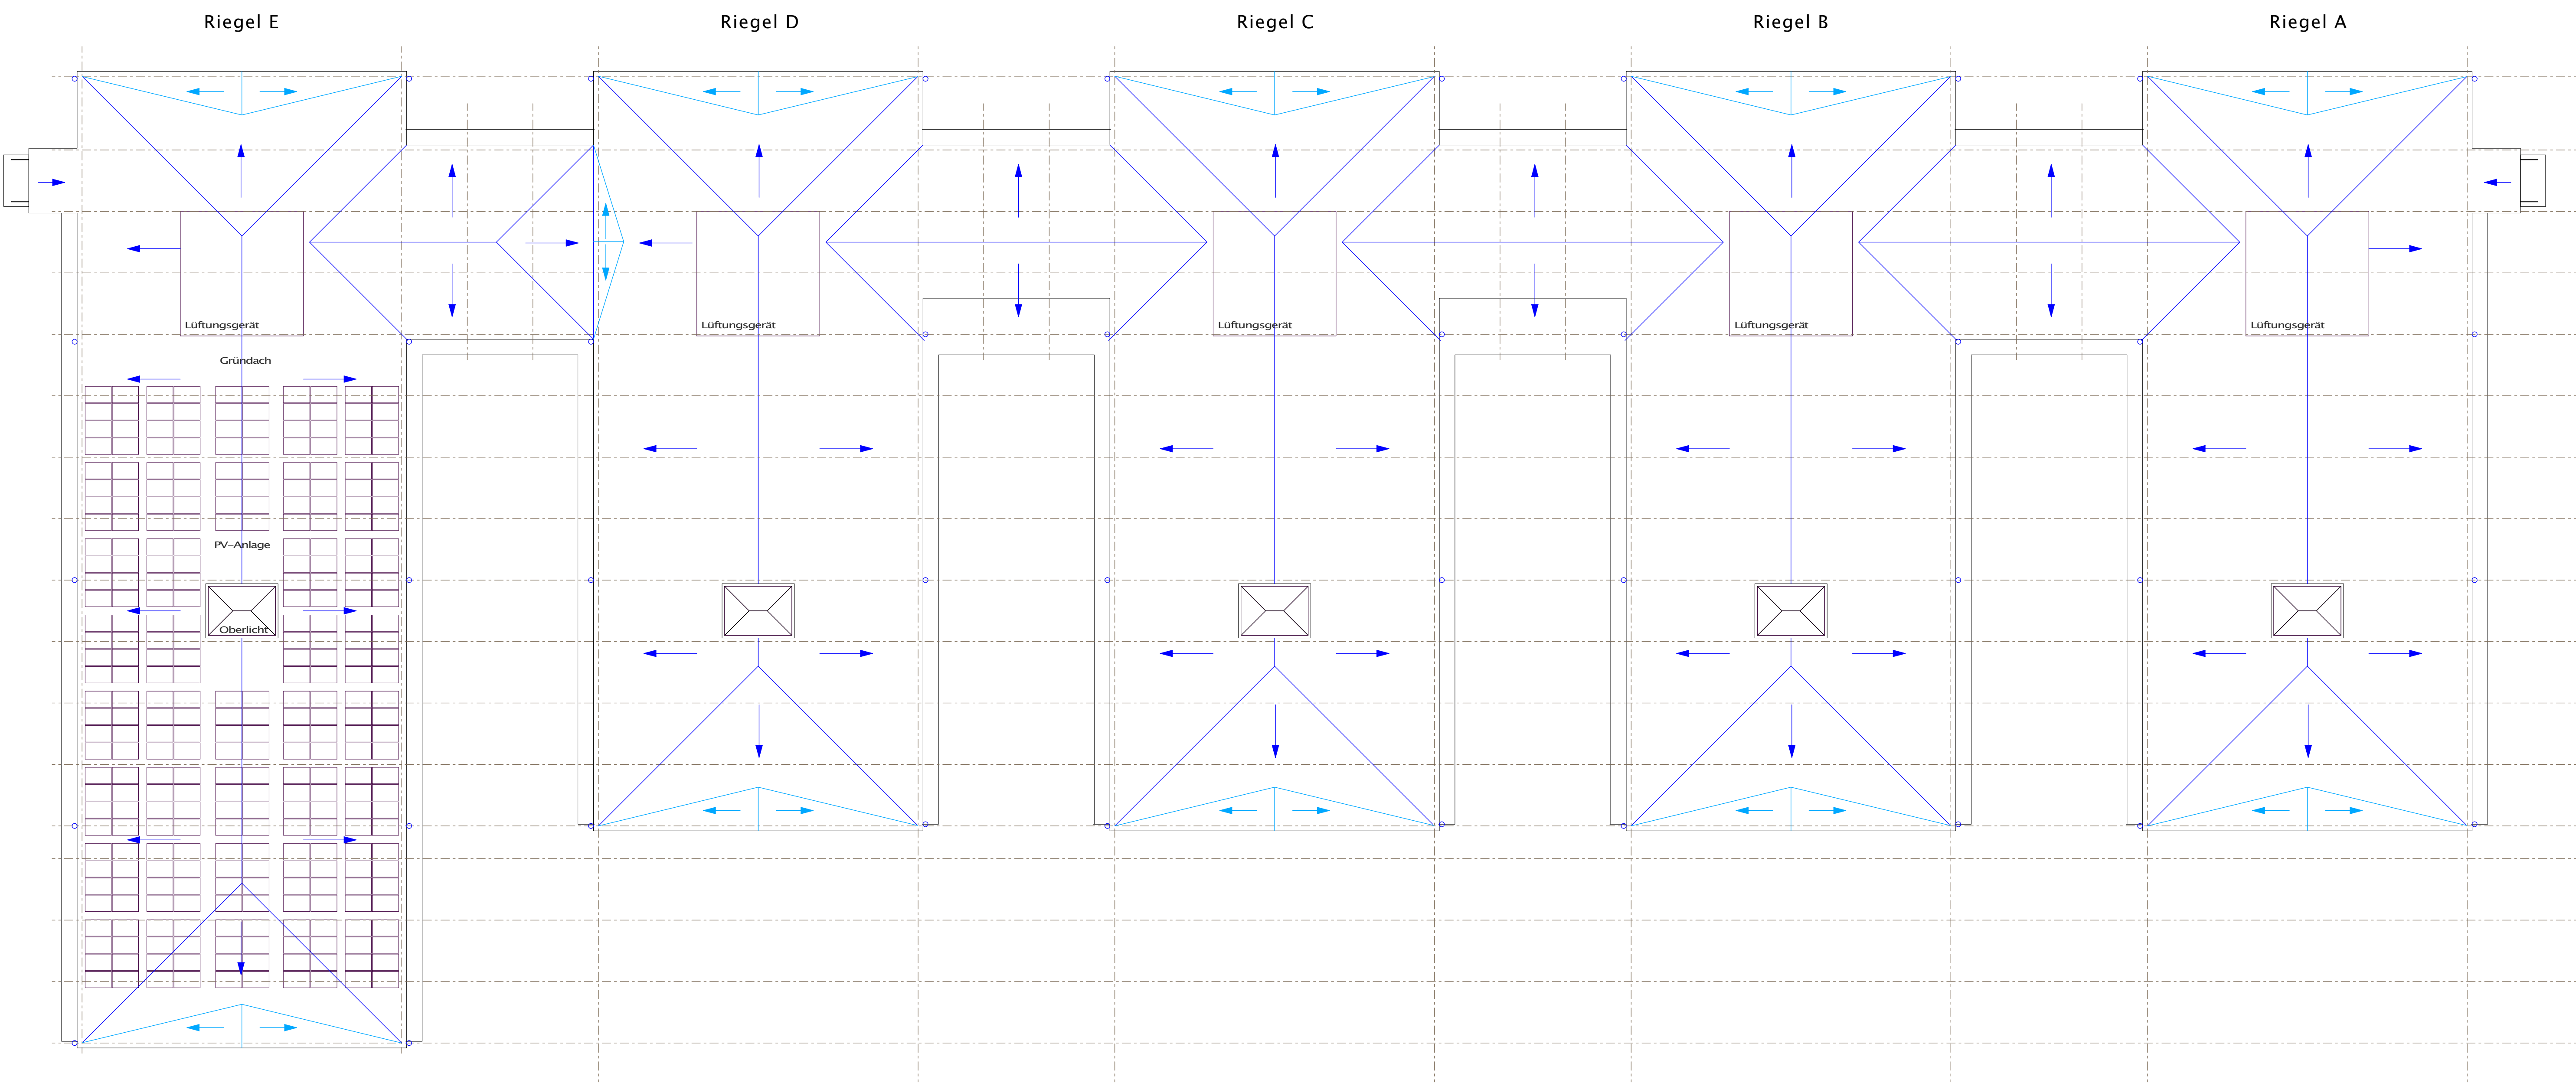 Riegel E
Riegel D
Riegel C
Riegel B
Riegel A
Lüftungsgerät
Lüftungsgerät
Lüftungsgerät
Lüftungsgerät
Lüftungsgerät
Gründach
PV-Anlage
Oberlicht